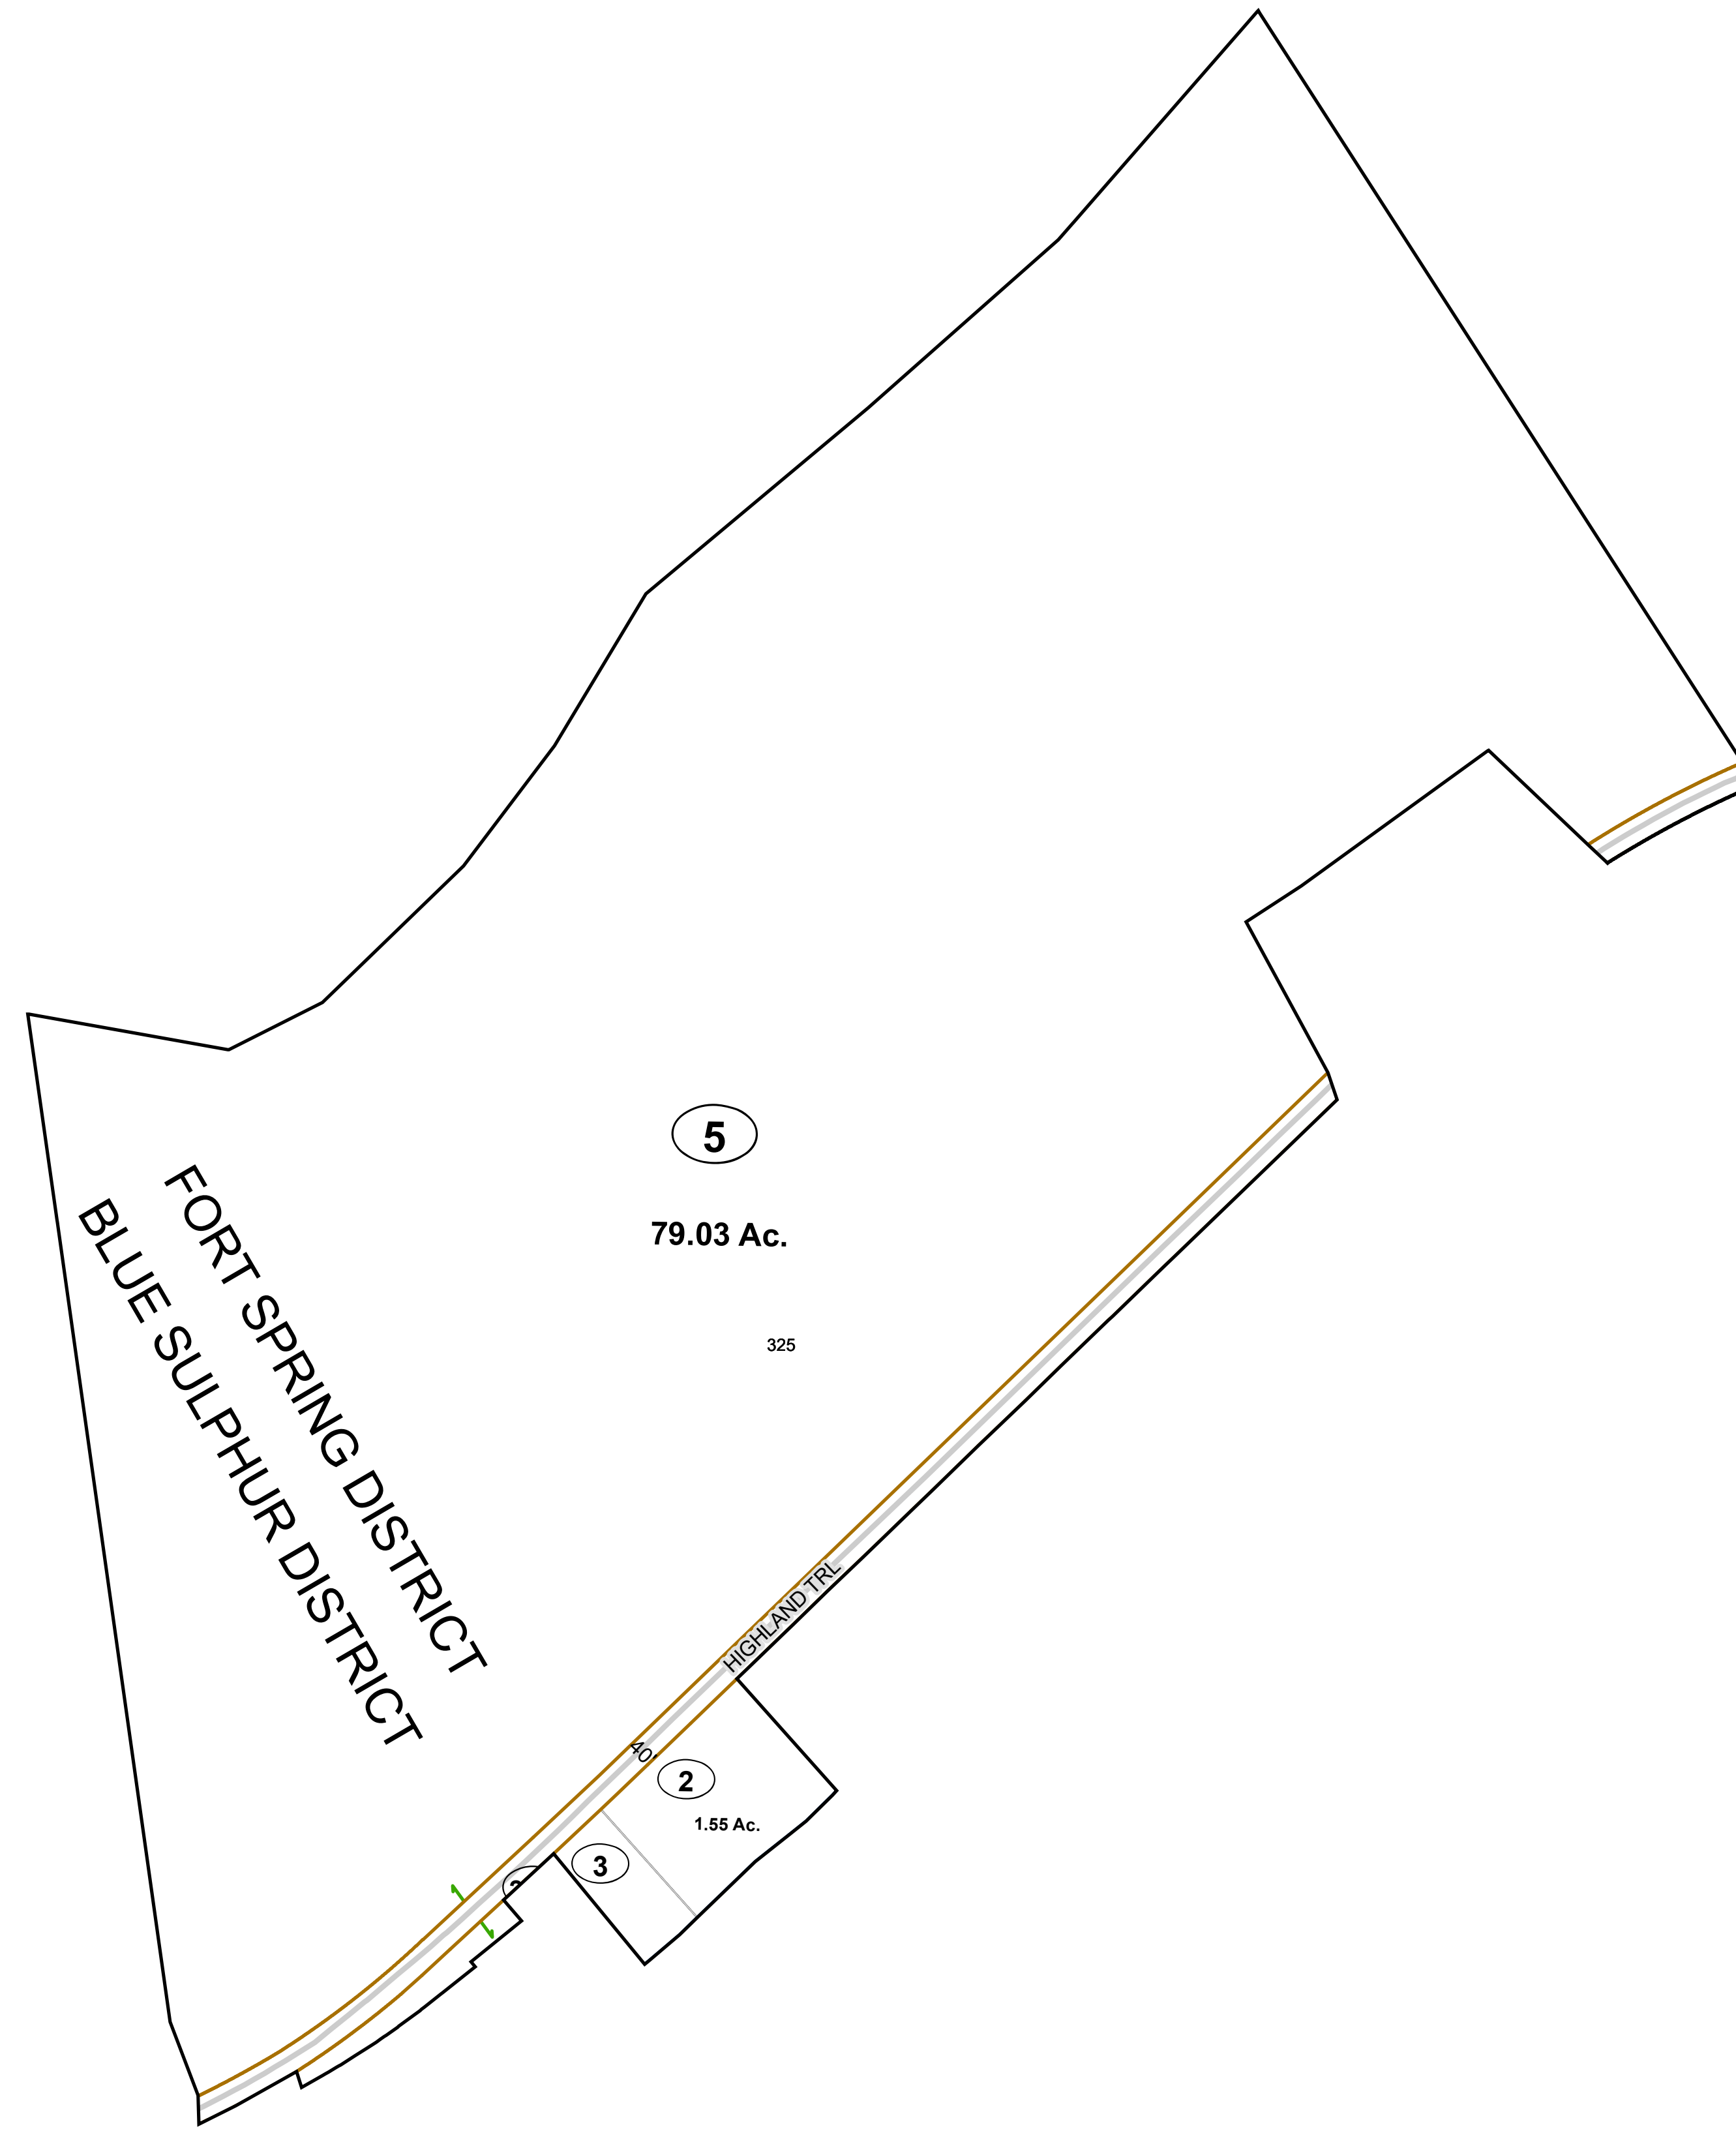 5
79.03 Ac.
FORT SPRING DISTRICT
BLUE SULPHUR DISTRICT
325
HIGHLAND TRL
40'
2
1.55 Ac.
3